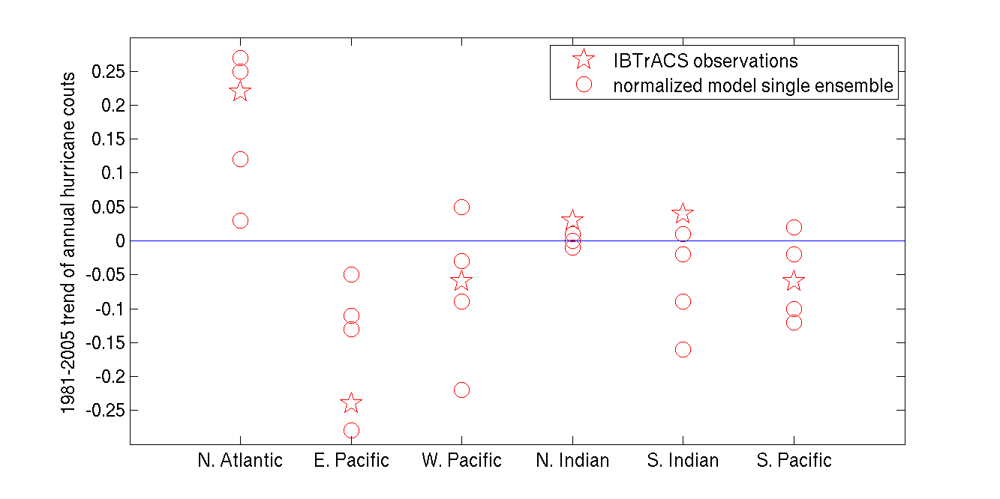 IBTrACS observations
normalized model single ensemble
1981-2005 trend of annual hurricane couts
0.25
0.2
0.15
0.1
0.05
0
-0.05
-0.1
-0.15
-0.2
-0.25
N. Atlantic E. Pacific W. Pacific N. Indian S. Indian S. Pacific